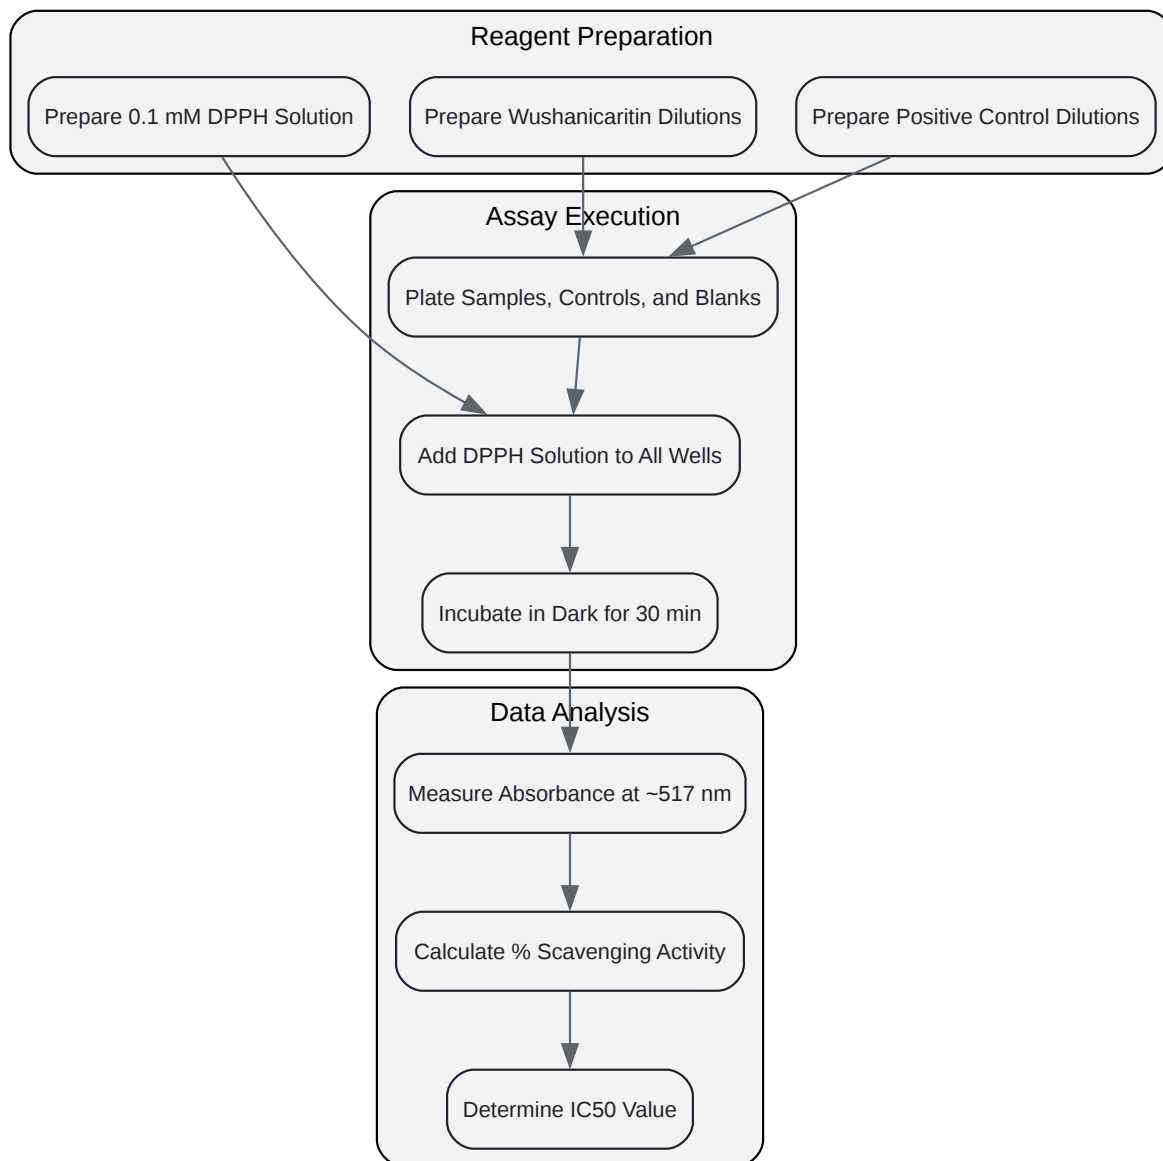 Reagent Preparation
Prepare 0.1 mM DPPH Solution
Prepare Wushanicaritin Dilutions
Prepare Positive Control Dilutions
Assay Execution
Plate Samples, Controls, and Blanks
Add DPPH Solution to All Wells
Incubate in Dark for 30 min
Data Analysis
Measure Absorbance at ~517 nm
Calculate % Scavenging Activity
Determine IC50 Value